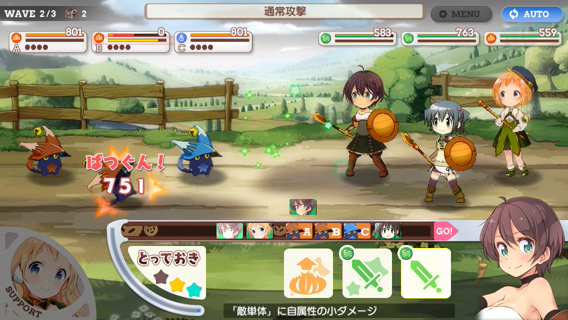 WAVE 2/3 2
通常攻撃
MENU
AUTO
801
0
801
583
763
559
A
B
C
ばつぐん!
751
A B C GO!
とっておき
SUPPORT
「敵単体」に自属性の小ダメージ